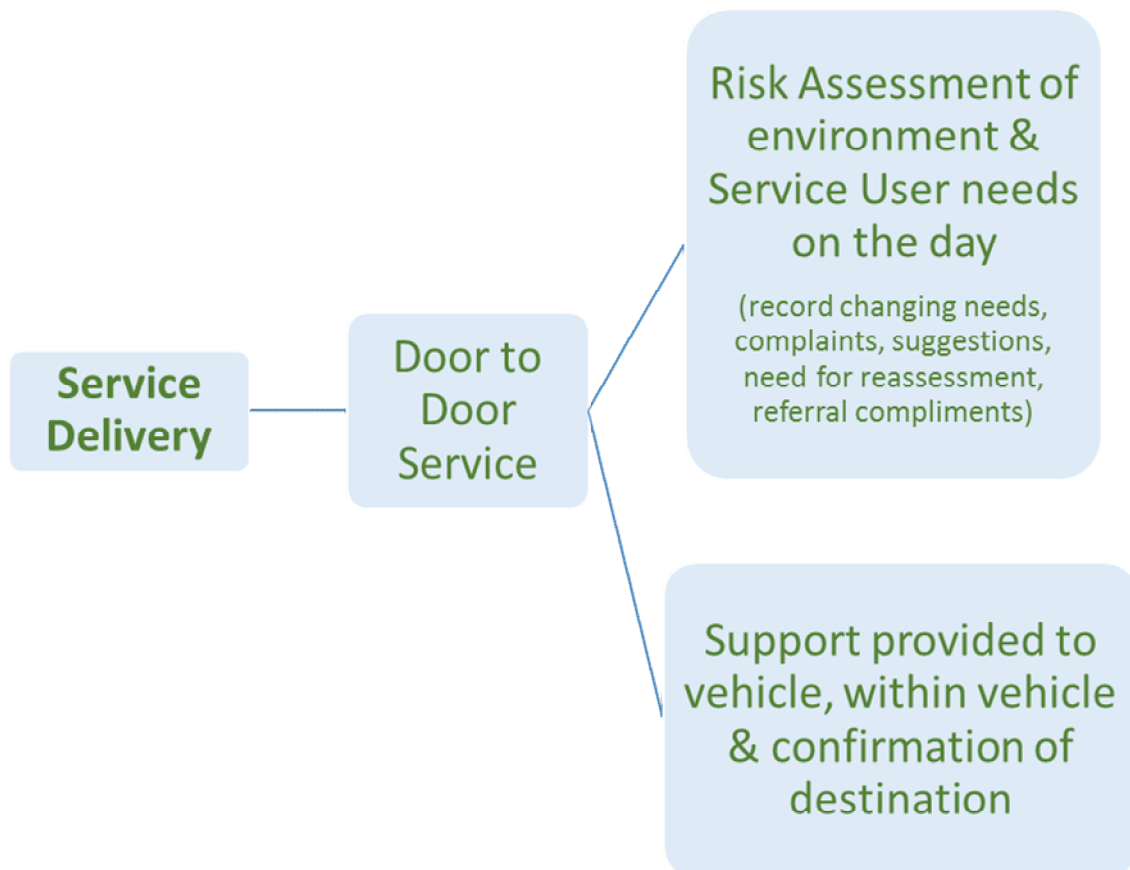 Service
Delivery
Door to
Door
Service
Risk Assessment of
environment &
Service User needs
on the day
(record changing needs,
complaints, suggestions,
need for reassessment,
referral compliments)
Support provided to
vehicle, within vehicle
& confirmation of
destination